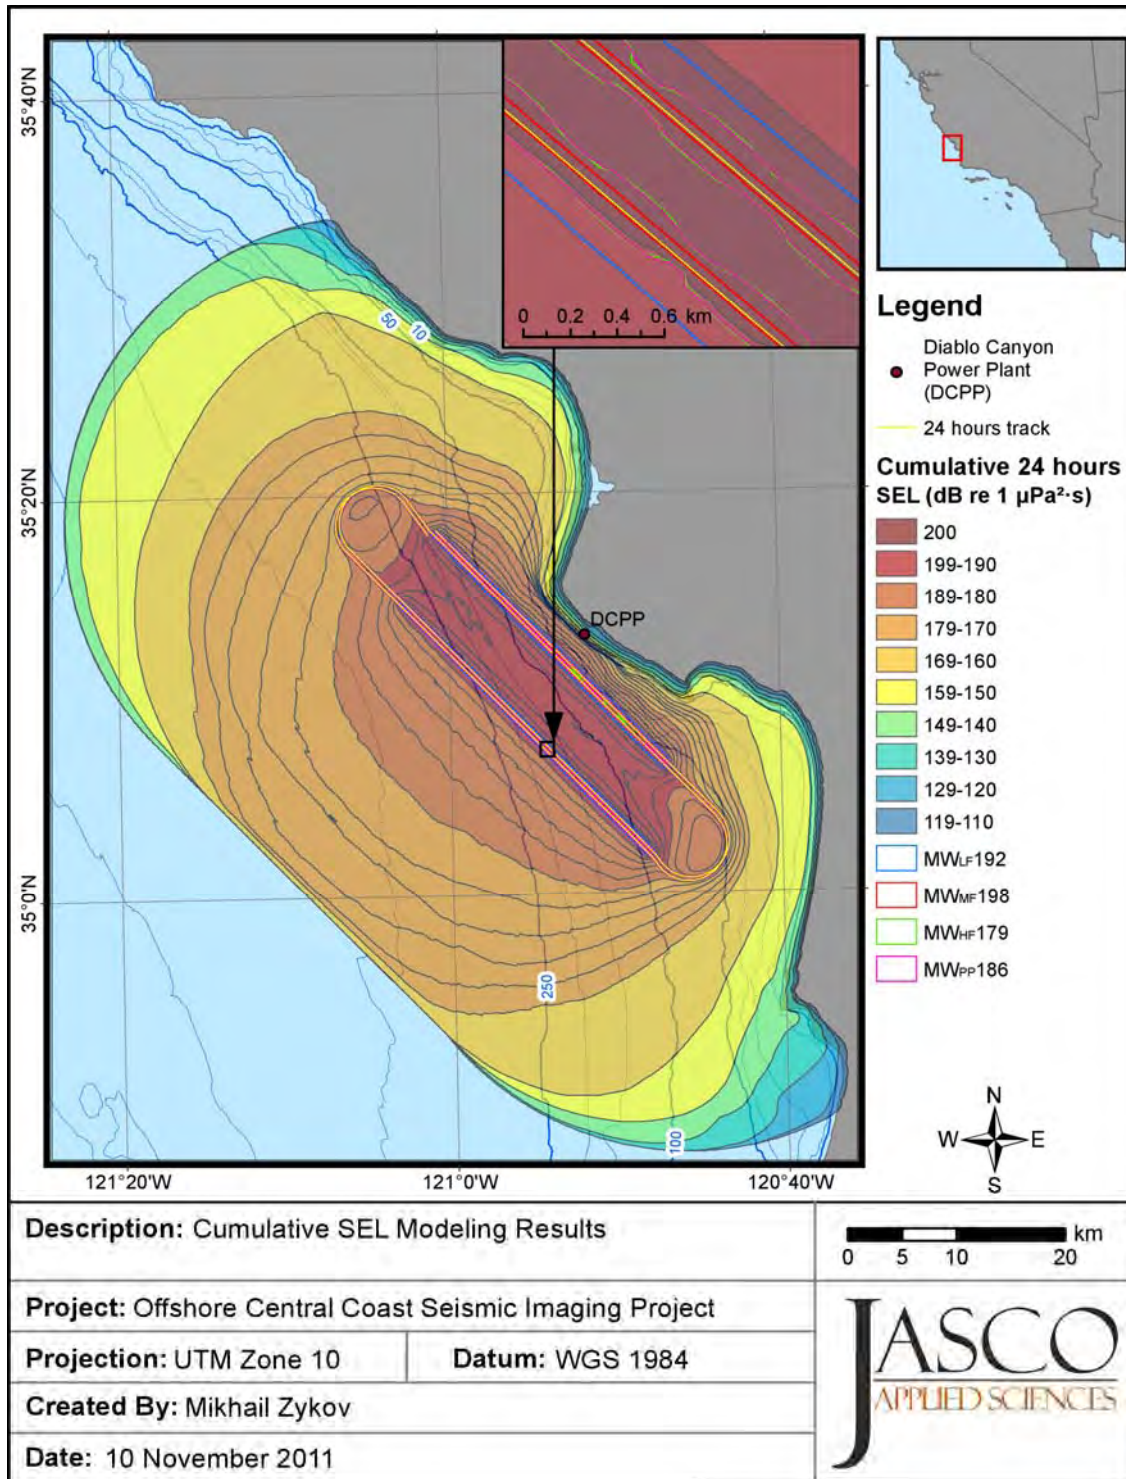 35°40'N
35°20'N
35°0'N
121°20'W
121°0'W
120°40'W
50
10
250
100
DCPP
0 0.2 0.4 0.6 km
Legend
Diablo Canyon
Power Plant
(DCPP)
24 hours track
Cumulative 24 hours
SEL (dB re 1 µPa²·s)
200
199-190
189-180
179-170
169-160
159-150
149-140
139-130
129-120
119-110
MWLF192
MWMF198
MWHF179
MWPP186
N
W E
S
Description: Cumulative SEL Modeling Results
km
0 5 10 20
Project: Offshore Central Coast Seismic Imaging Project
Projection: UTM Zone 10 Datum: WGS 1984
Created By: Mikhail Zykov
Date: 10 November 2011
JASCO
APPLIED SCIENCES